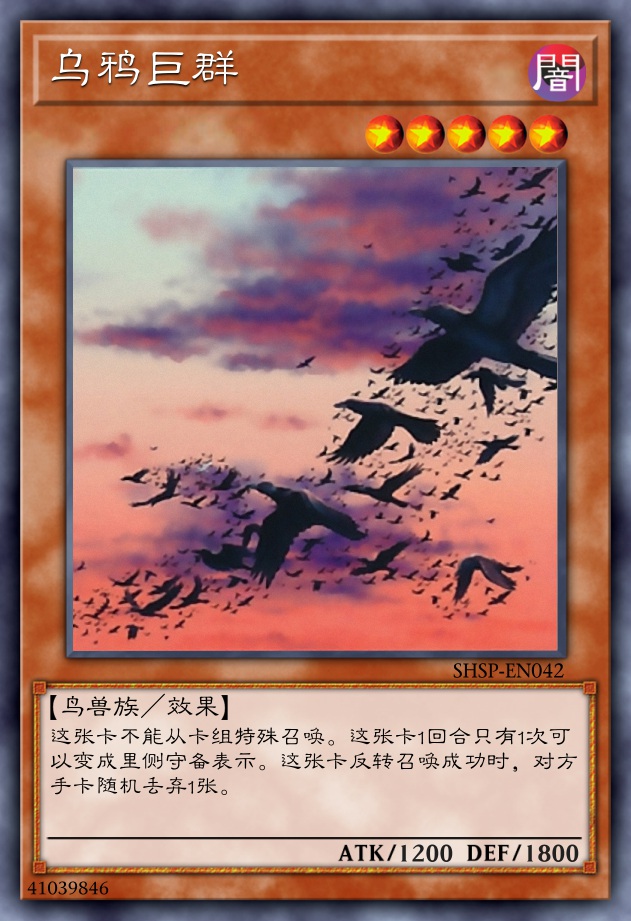 乌鸦巨群
闇
SHSP-EN042
【鸟兽族／效果】
这张卡不能从卡组特殊召唤。这张卡1回合只有1次可
以变成里侧守备表示。这张卡反转召唤成功时，对方
手卡随机丢弃1张。
ATK/1200 DEF/1800
41039846